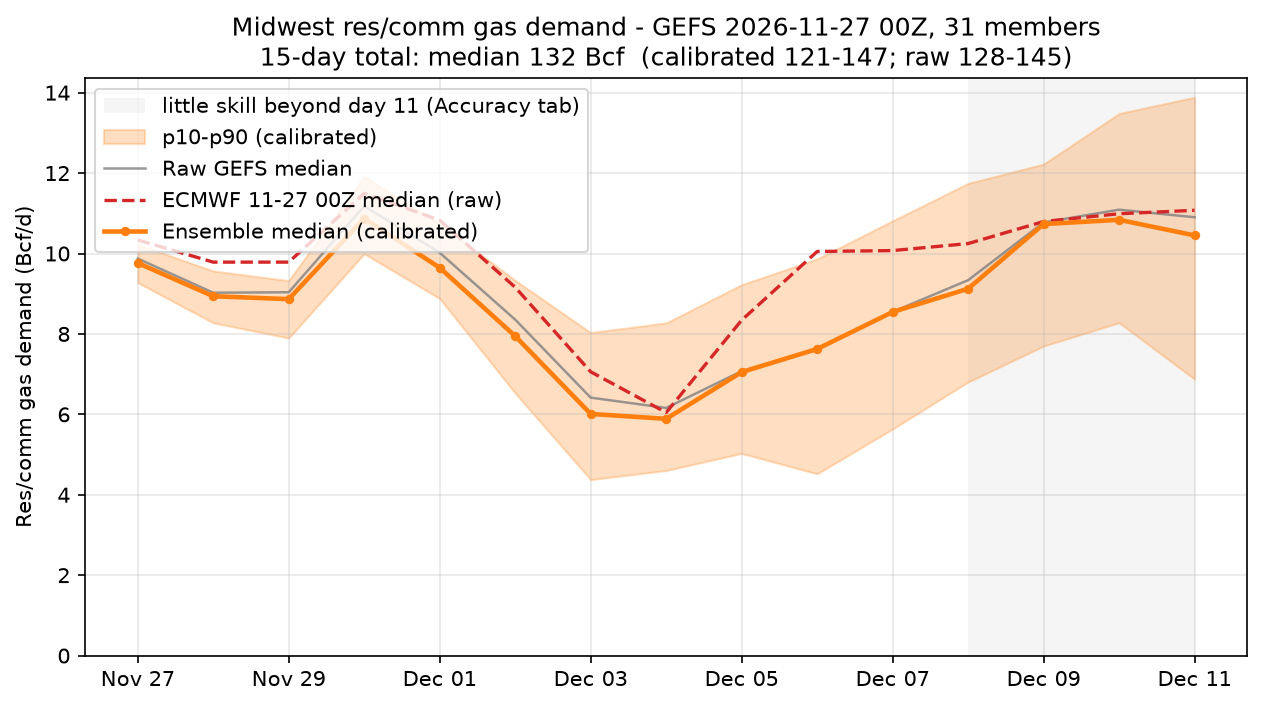 Midwest res/comm gas demand - GEFS 2026-11-27 00Z, 31 members
15-day total: median 132 Bcf  (calibrated 121-147; raw 128-145)
little skill beyond day 11 (Accuracy tab)
p10-p90 (calibrated)
Raw GEFS median
ECMWF 11-27 00Z median (raw)
Ensemble median (calibrated)
Res/comm gas demand (Bcf/d)
14
12
10
8
6
4
2
0
Nov 27
Nov 29
Dec 01
Dec 03
Dec 05
Dec 07
Dec 09
Dec 11